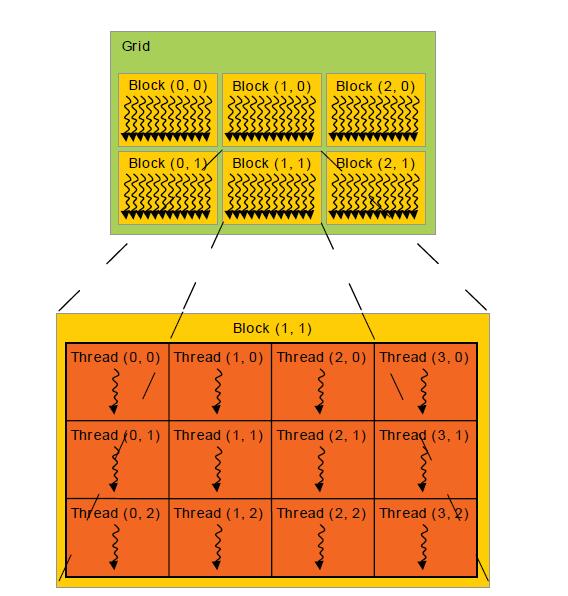 Grid
Block (0, 0) Block (1, 0) Block (2, 0)
Block (0, 1) Block (1, 1) Block (2, 1)
Block (1, 1)
Thread (0, 0) Thread (1, 0) Thread (2, 0) Thread (3, 0)
Thread (0, 1) Thread (1, 1) Thread (2, 1) Thread (3, 1)
Thread (0, 2) Thread (1, 2) Thread (2, 2) Thread (3, 2)